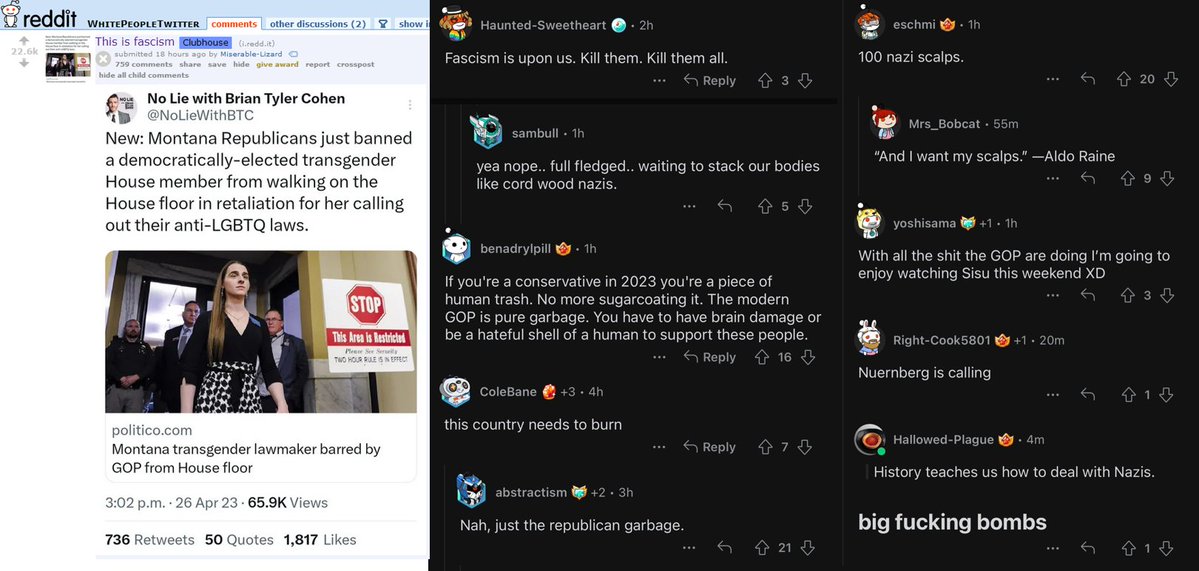 reddit WHITEPEOPLETWITTER comments other discussions (2) show i
22.6k
This is fascism Clubhouse (i.redd.it)
submitted 18 hours ago by Miserable-Lizard
759 comments share save hide give award report crosspost
hide all child comments
No Lie with Brian Tyler Cohen
@NoLieWithBTC
New: Montana Republicans just banned
a democratically-elected transgender
House member from walking on the
House floor in retaliation for her calling
out their anti-LGBTQ laws.
STOP
This Area is Restricted
Please See Security
TWO HOUR RULE IS IN EFFECT
politico.com
Montana transgender lawmaker barred by
GOP from House floor
3:02 p.m. · 26 Apr 23 · 65.9K Views
736 Retweets 50 Quotes 1,817 Likes
Haunted-Sweetheart • 2h
Fascism is upon us. Kill them. Kill them all.
Reply 3
sambull • 1h
yea nope.. full fledged.. waiting to stack our bodies
like cord wood nazis.
5
benadrylpill • 1h
If you're a conservative in 2023 you're a piece of
human trash. No more sugarcoating it. The modern
GOP is pure garbage. You have to have brain damage or
be a hateful shell of a human to support these people.
Reply 16
ColeBane +3 • 4h
this country needs to burn
Reply 7
abstractism +2 • 3h
Nah, just the republican garbage.
21
eschmi • 1h
100 nazi scalps.
20
Mrs_Bobcat • 55m
“And I want my scalps.” —Aldo Raine
9
yoshisama +1 • 1h
With all the shit the GOP are doing I’m going to
enjoy watching Sisu this weekend XD
3
Right-Cook5801 +1 • 20m
Nuernberg is calling
1
Hallowed-Plague • 4m
History teaches us how to deal with Nazis.
big fucking bombs
1